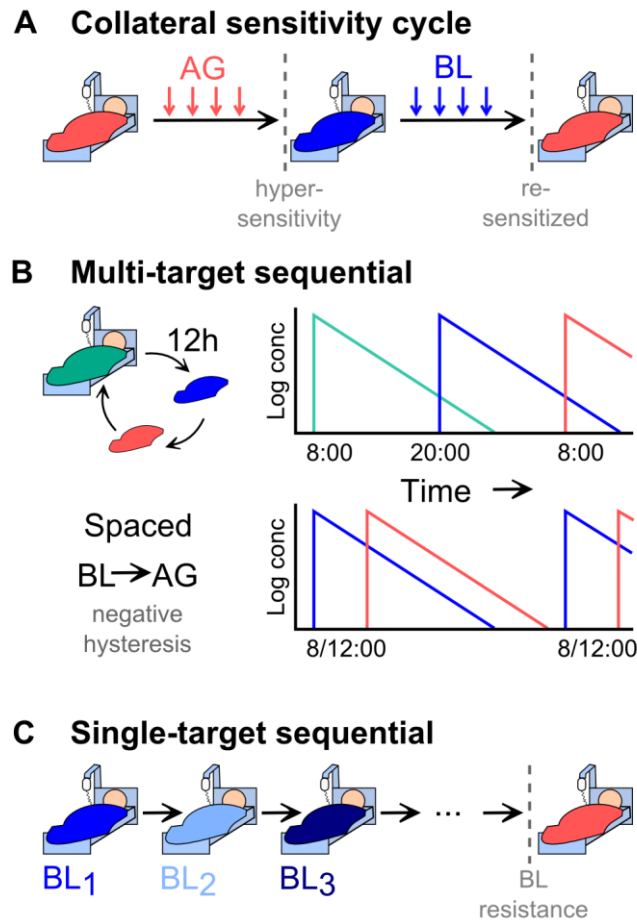 A Collateral sensitivity cycle
AG
BL
hyper-
sensitivity
re-
sensitized
B Multi-target sequential
12h
Log conc
8:00 20:00 8:00
Time →
Spaced
BL→AG
negative
hysteresis
Log conc
8/12:00 8/12:00
C Single-target sequential
...
BL1 BL2 BL3
BL
resistance